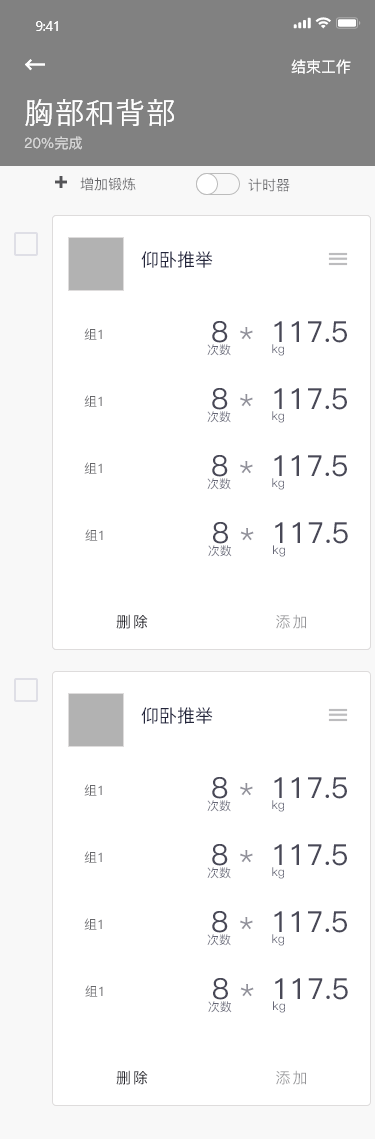 9:41
结束工作
胸部和背部
20%完成
增加锻炼 计时器
仰卧推举
组1 8 * 117.5
次数 kg
组1 8 * 117.5
次数 kg
组1 8 * 117.5
次数 kg
组1 8 * 117.5
次数 kg
删除 添加
仰卧推举
组1 8 * 117.5
次数 kg
组1 8 * 117.5
次数 kg
组1 8 * 117.5
次数 kg
组1 8 * 117.5
次数 kg
删除 添加